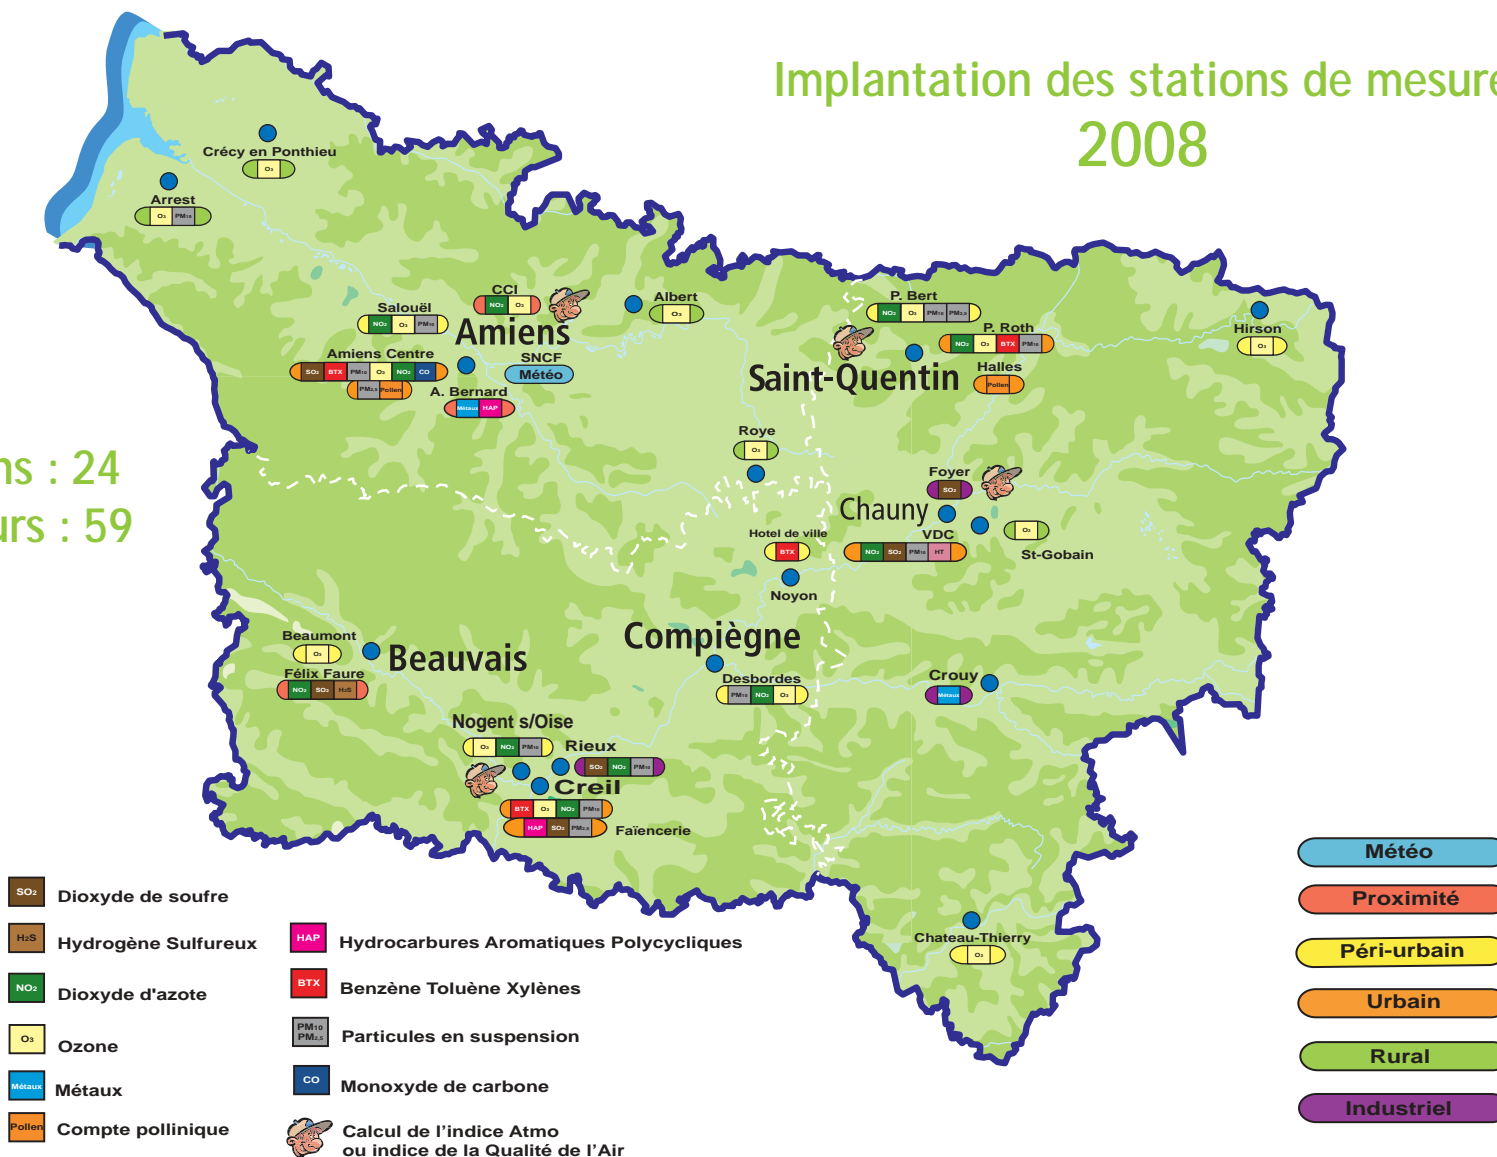 Implantation des stations de mesure
2008
Crécy en Ponthieu
O3
Arrest
O3 PM10
CCI
NO2 O3
Salouël
NO2 O3 PM10
Amiens
Albert
O3
Amiens Centre
SO2 BTX PM10 O3 NO2 CO
PM2,5 Pollen
SNCF
Météo
A. Bernard
Métaux HAP
P. Bert
NO2 O3 PM10 PM2,5
P. Roth
NO2 O3 BTX PM10
Saint-Quentin
Halles
Pollen
Hirson
O3
Roye
O3
ns : 24
urs : 59
Foyer
SO2
Chauny
VDC
NO2 SO2 PM10 HT
O3
St-Gobain
Hotel de ville
BTX
Noyon
Beaumont
O3
Beauvais
Félix Faure
NO2 SO2 H2S
Compiègne
Desbordes
PM10 NO2 O3
Crouy
Métaux
Nogent s/Oise
O3 NO2 PM10
Rieux
SO2 NO2 PM10
Creil
BTX O3 NO2 PM10
HAP SO2 PM2,5
Faïencerie
Chateau-Thierry
O3
SO2 Dioxyde de soufre
H2S Hydrogène Sulfureux
NO2 Dioxyde d'azote
O3 Ozone
Métaux Métaux
Pollen Compte pollinique
HAP Hydrocarbures Aromatiques Polycycliques
BTX Benzène Toluène Xylènes
PM10
PM2,5 Particules en suspension
CO Monoxyde de carbone
Calcul de l'indice Atmo
ou indice de la Qualité de l'Air
Météo
Proximité
Péri-urbain
Urbain
Rural
Industriel